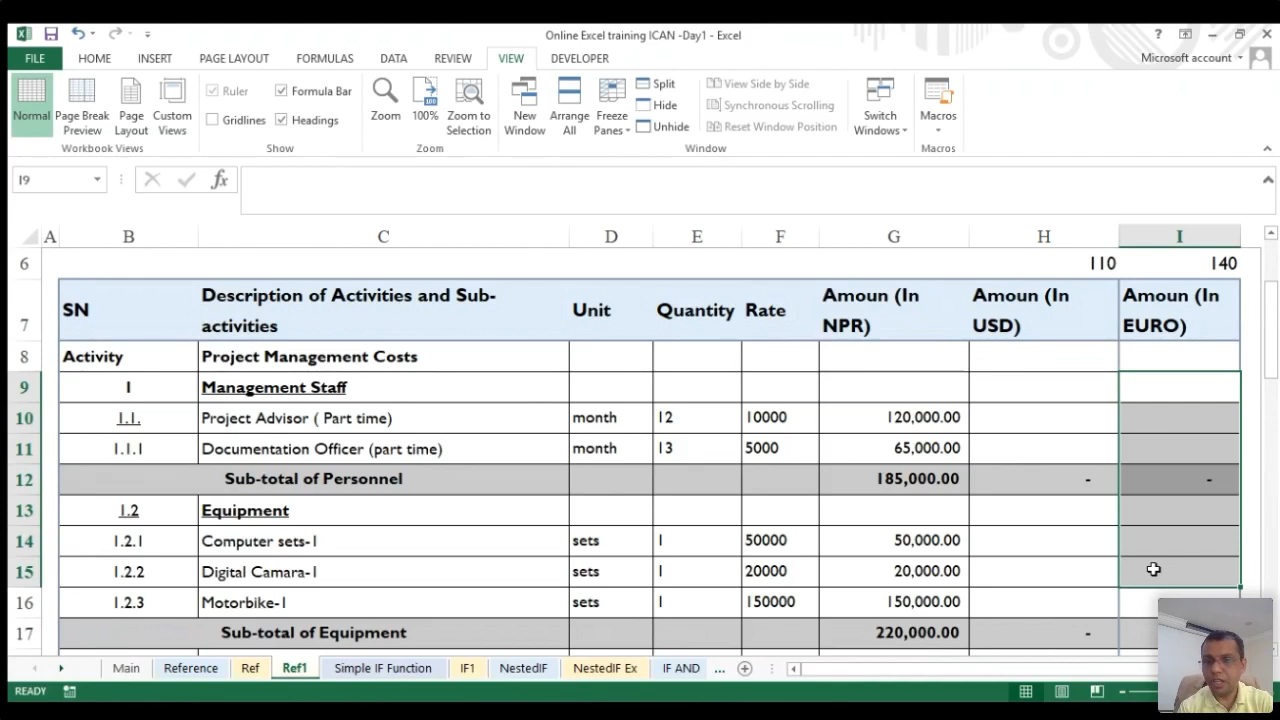 Online Excel training ICAN -Day1 - Excel
?
FILE HOME INSERT PAGE LAYOUT FORMULAS DATA REVIEW VIEW DEVELOPER Microsoft account
Normal Page Break Preview Page Layout Custom Views
Workbook Views
Ruler Formula Bar
Gridlines Headings
Show
Zoom 100% Zoom to Selection
Zoom
New Window Arrange All Freeze Panes
Split
Hide
Unhide
View Side by Side
Synchronous Scrolling
Reset Window Position
Window
Switch Windows
Macros
Macros
I9 fx
A B C D E F G H I
6 110 140
7 SN Description of Activities and Sub-activities Unit Quantity Rate Amoun (In NPR) Amoun (In USD) Amoun (In EURO)
8 Activity Project Management Costs
9 1 Management Staff
10 1.1. Project Advisor ( Part time) month 12 10000 120,000.00
11 1.1.1 Documentation Officer (part time) month 13 5000 65,000.00
12 Sub-total of Personnel 185,000.00 - -
13 1.2 Equipment
14 1.2.1 Computer sets-1 sets 1 50000 50,000.00
15 1.2.2 Digital Camara-1 sets 1 20000 20,000.00
16 1.2.3 Motorbike-1 sets 1 150000 150,000.00
17 Sub-total of Equipment 220,000.00 -
Main Reference Ref Ref1 Simple IF Function IF1 NestedIF NestedIF Ex IF AND ...
READY